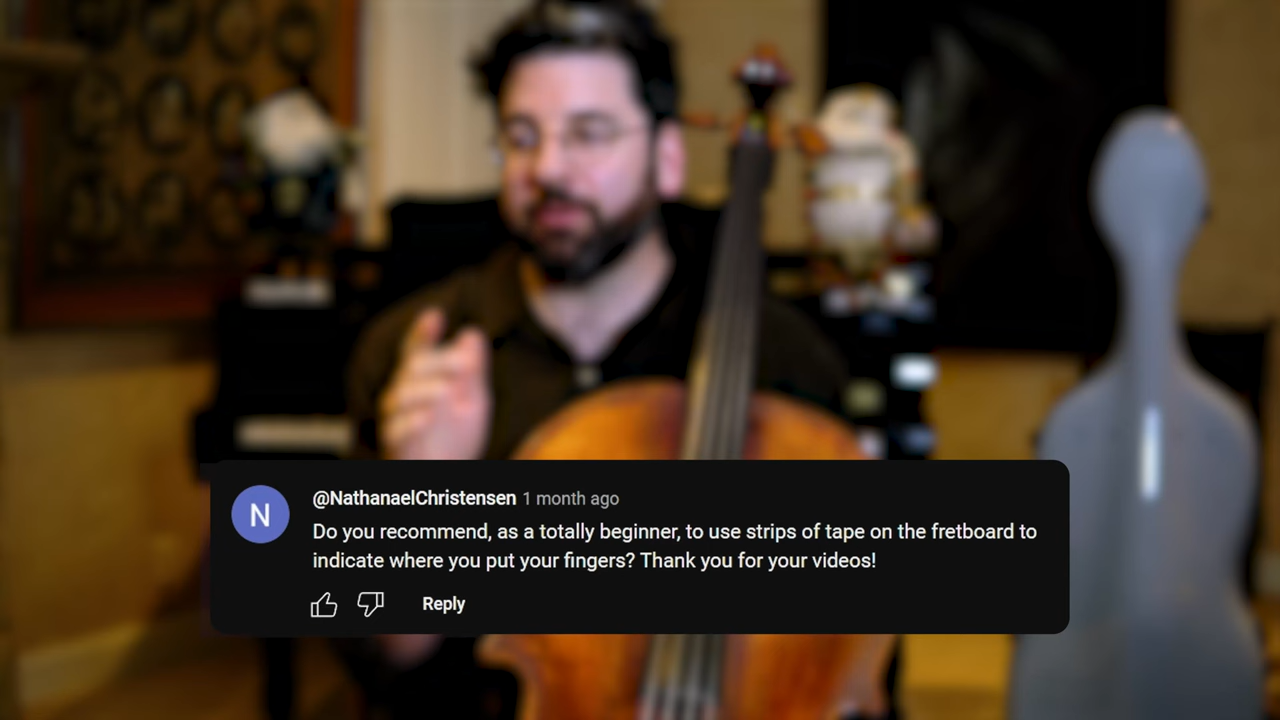 N
@NathanaelChristensen 1 month ago
Do you recommend, as a totally beginner, to use strips of tape on the fretboard to
indicate where you put your fingers? Thank you for your videos!
Reply